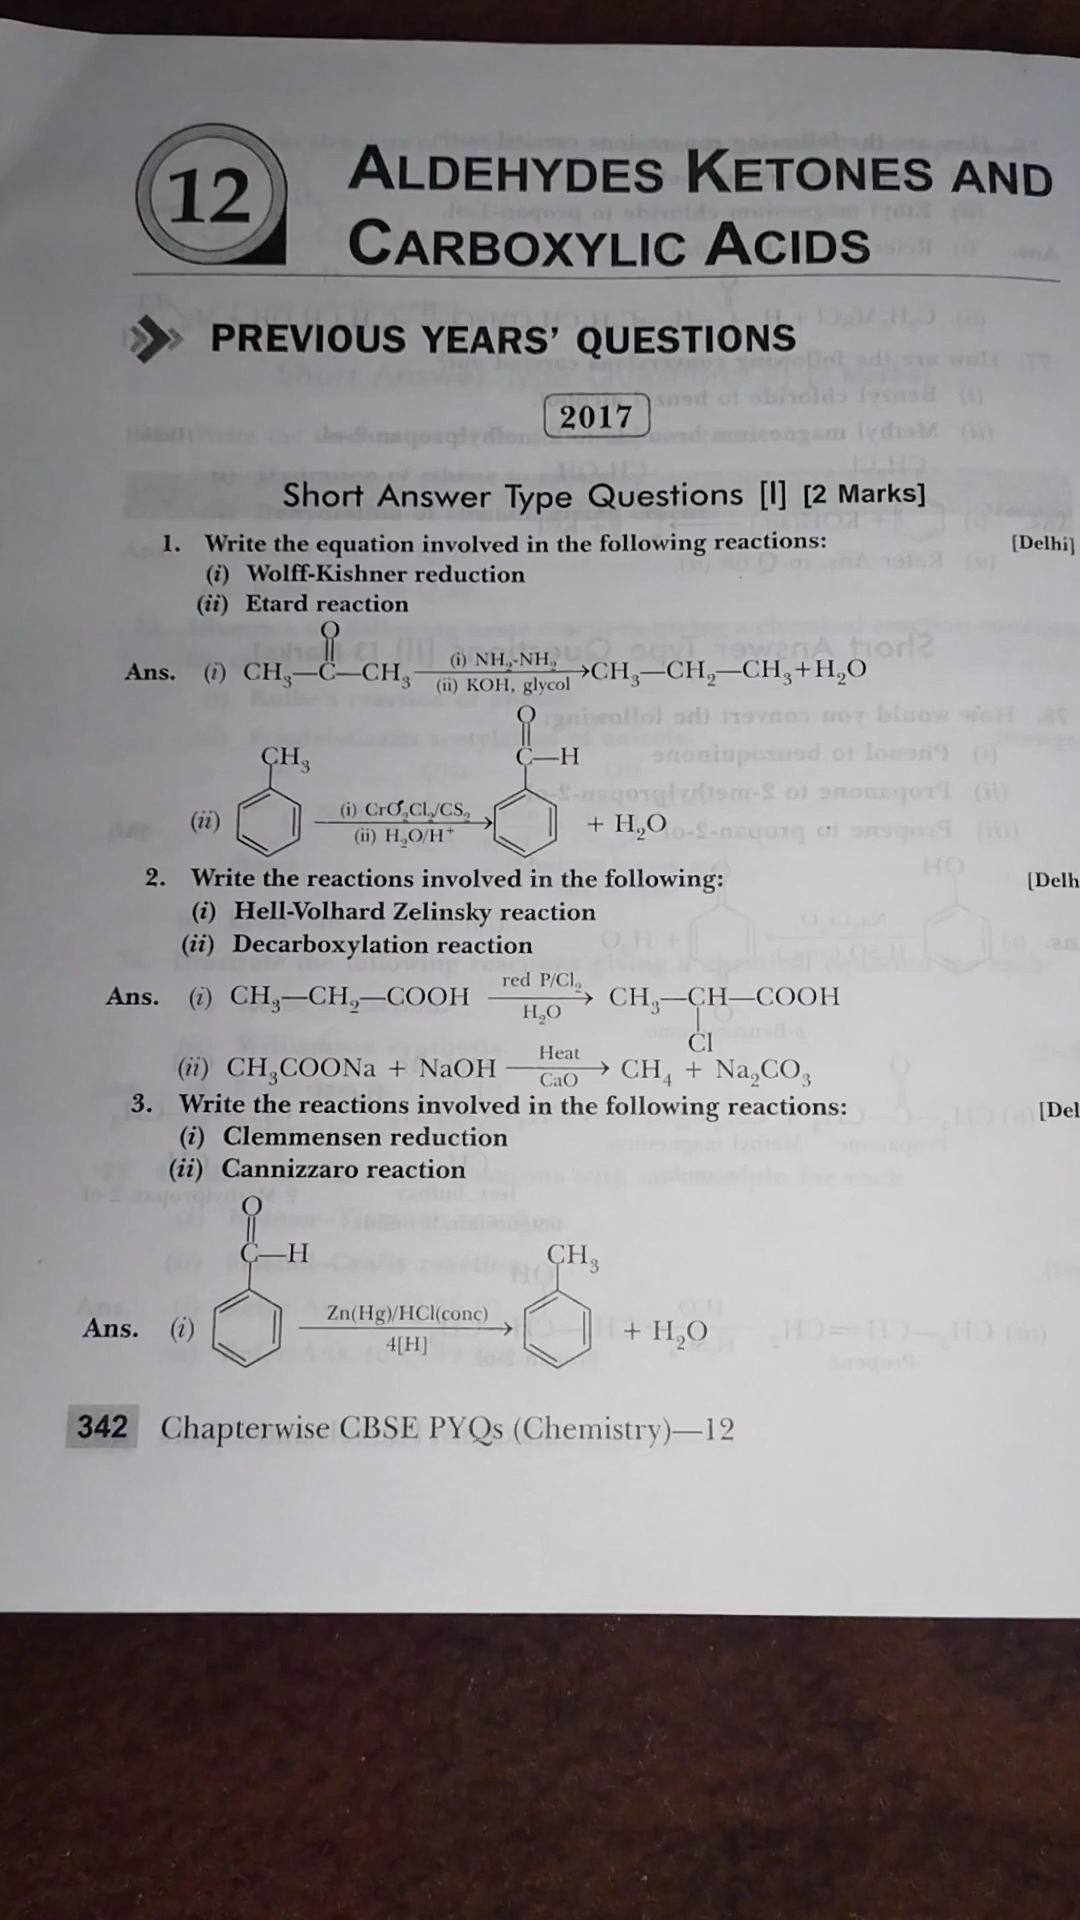 12
ALDEHYDES KETONES AND
CARBOXYLIC ACIDS
PREVIOUS YEARS' QUESTIONS
2017
Short Answer Type Questions [I] [2 Marks]
1. Write the equation involved in the following reactions: [Delhi]
(i) Wolff-Kishner reduction
(ii) Etard reaction
O
Ans. (i) CH₃—C—CH₃ (i) NH₂-NH₂ (ii) KOH, glycol → CH₃—CH₂—CH₃+H₂O
O
CH₃ C—H
(ii) (i) CrO₂Cl₂/CS₂ (ii) H₂O/H⁺ → + H₂O
2. Write the reactions involved in the following: [Delh
(i) Hell-Volhard Zelinsky reaction
(ii) Decarboxylation reaction
Ans. (i) CH₃—CH₂—COOH red P/Cl₂ H₂O → CH₃—CH—COOH
Cl
(ii) CH₃COONa + NaOH Heat CaO → CH₄ + Na₂CO₃
3. Write the reactions involved in the following reactions: [Del
(i) Clemmensen reduction
(ii) Cannizzaro reaction
O
C—H CH₃
Ans. (i) Zn(Hg)/HCl(conc) 4[H] → + H₂O
342 Chapterwise CBSE PYQs (Chemistry)—12